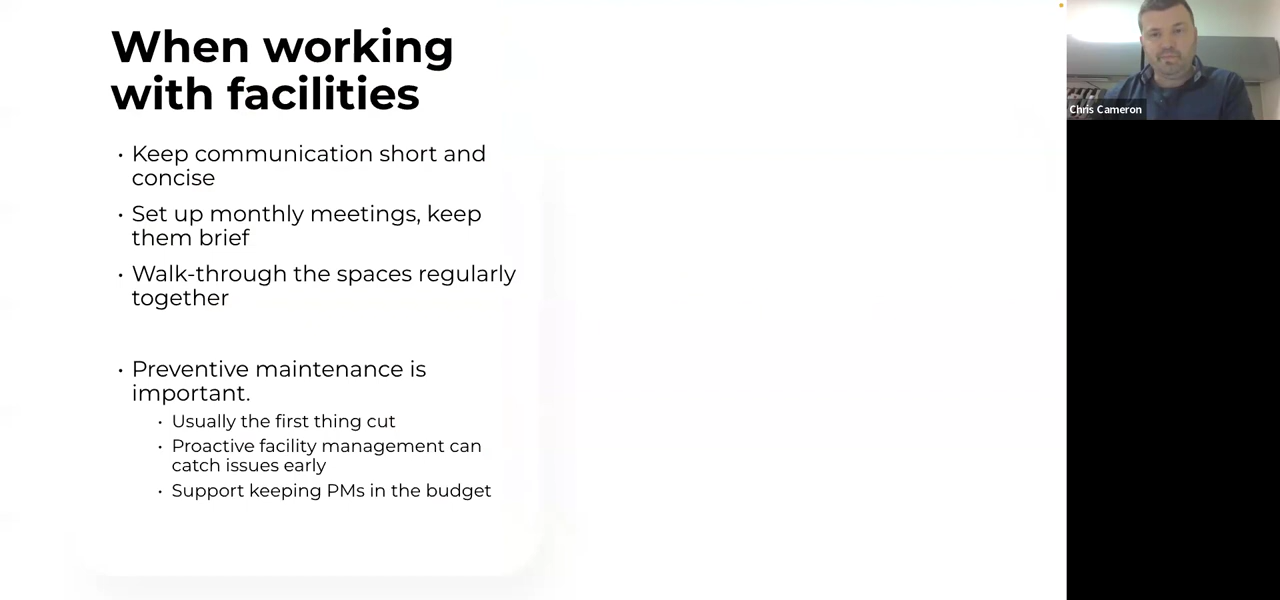 When working
with facilities
• Keep communication short and
concise
• Set up monthly meetings, keep
them brief
• Walk-through the spaces regularly
together
• Preventive maintenance is
important.
• Usually the first thing cut
• Proactive facility management can
catch issues early
• Support keeping PMs in the budget
Chris Cameron